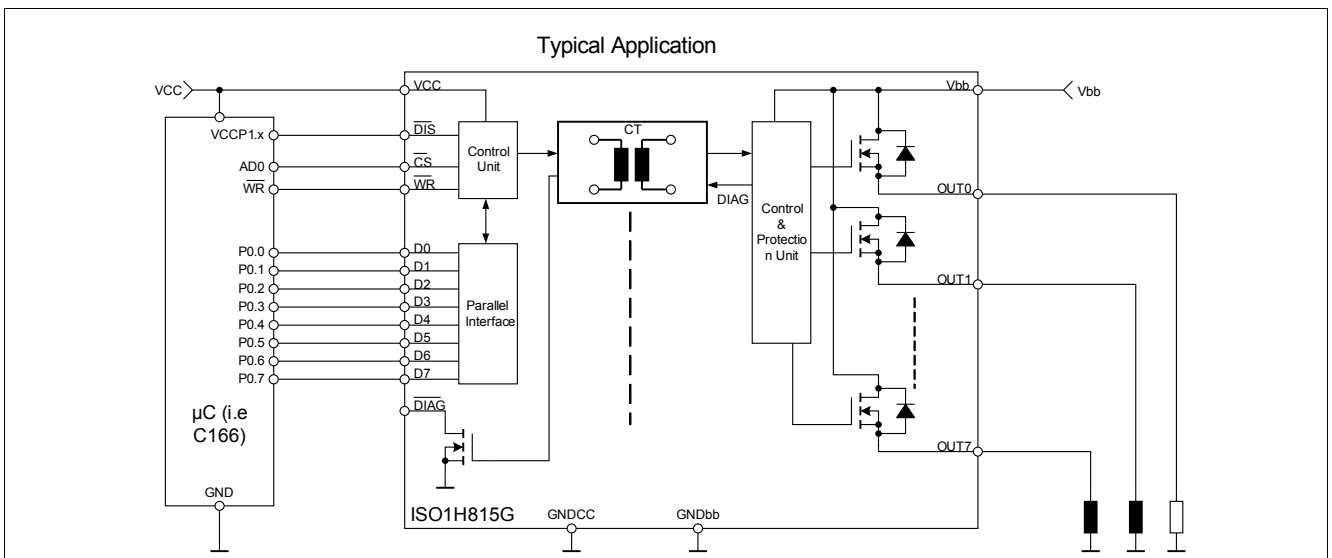 Typical Application
VCC
VCC
Vbb
Vbb
VCCP1.x
DIS
CT
AD0
CS
Control
Unit
WR
WR
DIAG
OUT0
Control
&
Protectio
n Unit
P0.0
D0
P0.1
D1
P0.2
D2
P0.3
D3
P0.4
D4
P0.5
D5
P0.6
D6
P0.7
D7
Parallel
Interface
OUT1
DIAG
µC (i.e
C166)
OUT7
GND
ISO1H815G
GNDCC
GNDbb